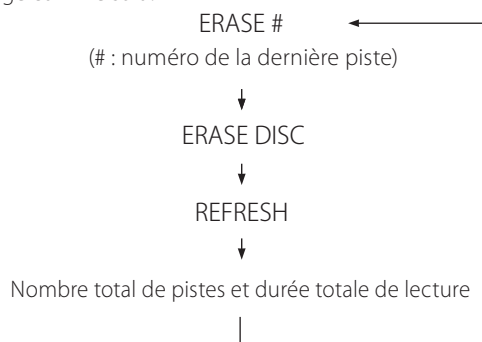 ERASE #
(# : numéro de la dernière piste)
ERASE DISC
REFRESH
Nombre total de pistes et durée totale de lecture